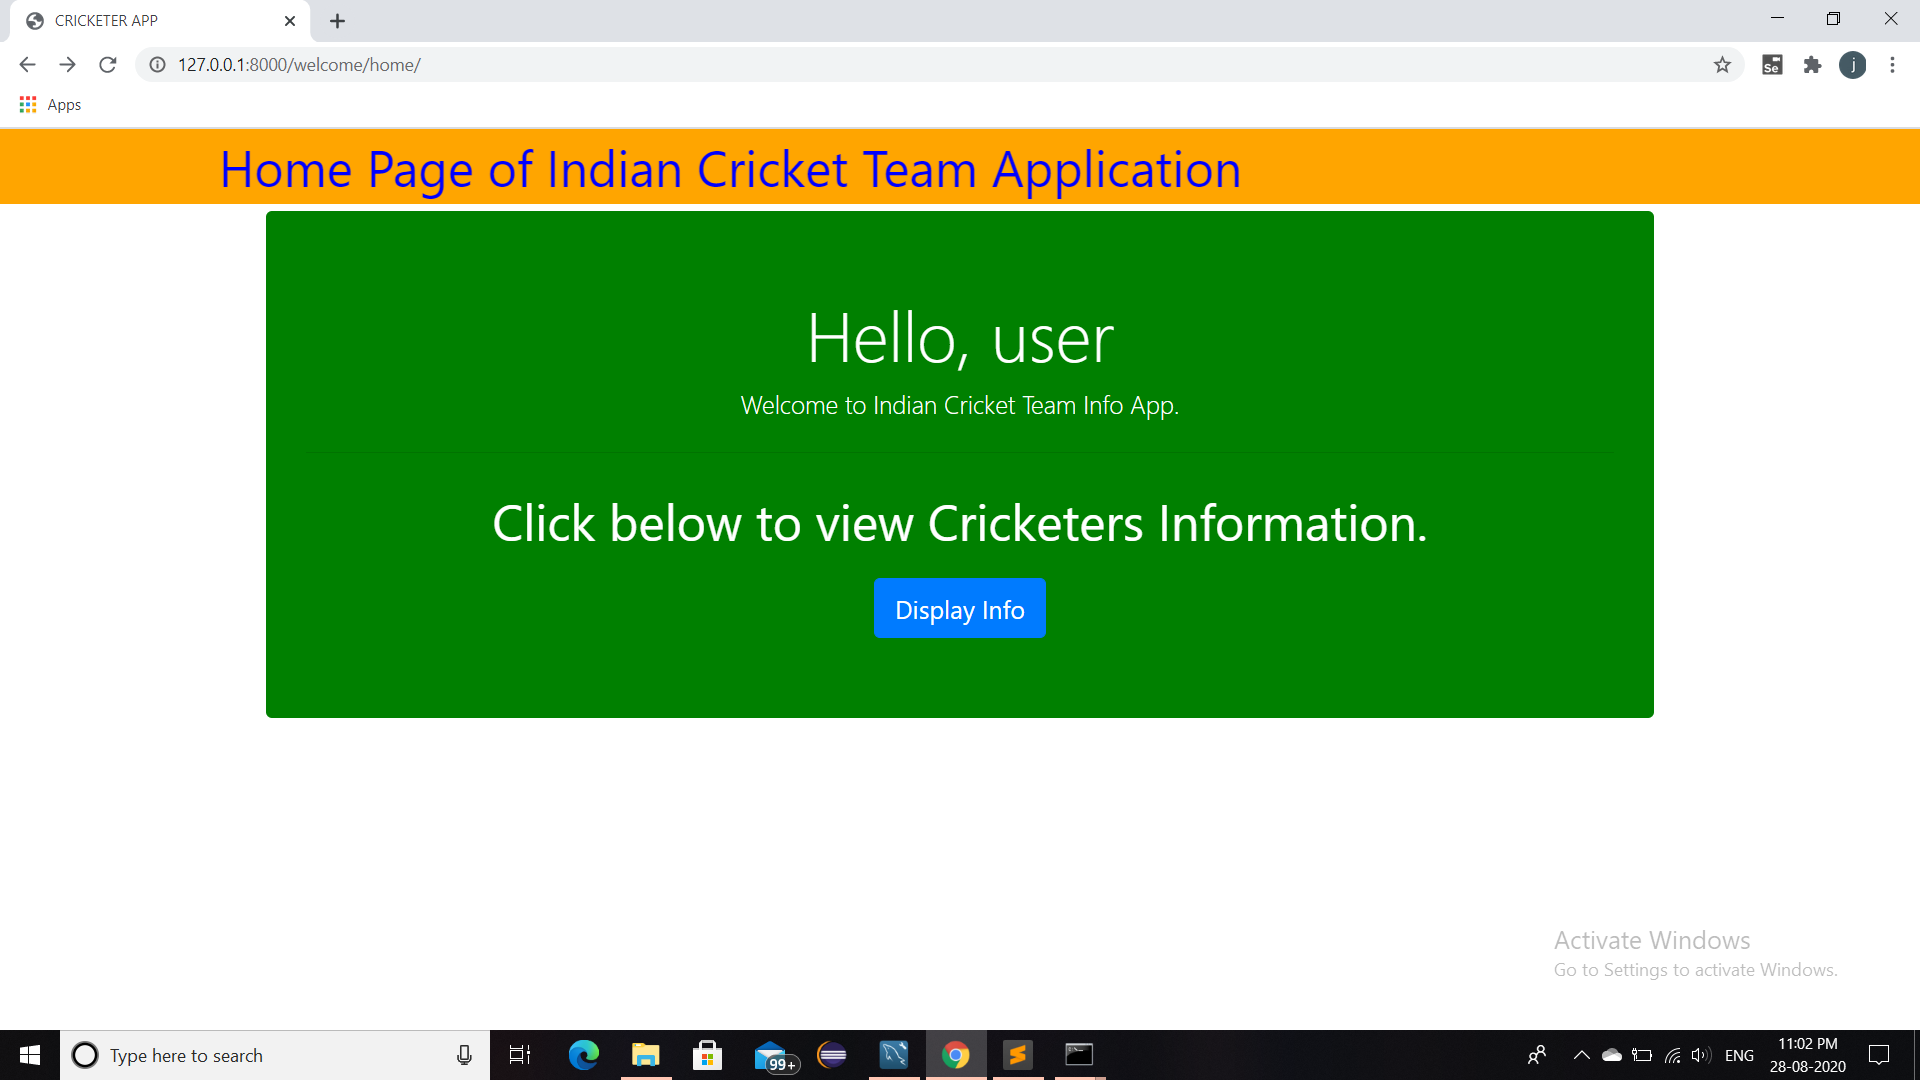 CRICKETER APP
127.0.0.1:8000/welcome/home/
Se
j
Apps
Home Page of Indian Cricket Team Application
Hello, user
Welcome to Indian Cricket Team Info App.
Click below to view Cricketers Information.
Display Info
Activate Windows
Go to Settings to activate Windows.
Type here to search
99+
ENG
11:02 PM
28-08-2020